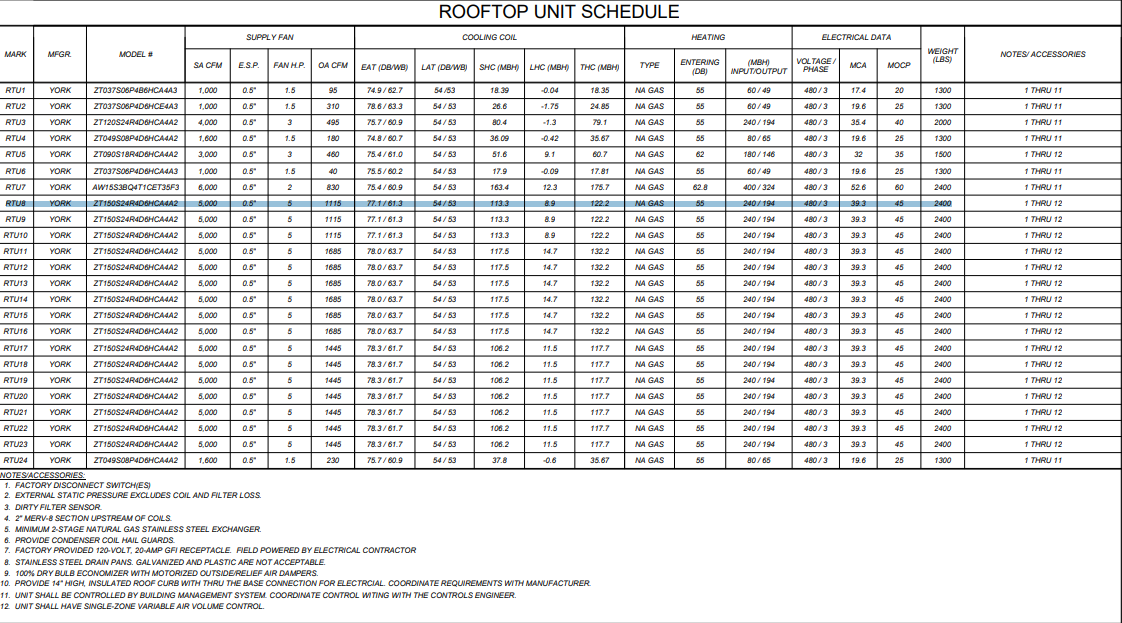 ROOFTOP UNIT SCHEDULE
SUPPLY FAN COOLING COIL HEATING ELECTRICAL DATA
MARK MFGR. MODEL # SA CFM E.S.P. FAN H.P. OA CFM EAT (DB/WB) LAT (DB/WB) SHC (MBH) LHC (MBH) THC (MBH) TYPE ENTERING (DB) (MBH) INPUT/OUTPUT VOLTAGE / PHASE MCA MOCP WEIGHT (LBS) NOTES/ ACCESSORIES
RTU1 YORK ZT037S06P4B6HCA4A3 1,000 0.5" 1.5 95 74.9 / 62.7 54 /53 18.39 -0.04 18.35 NA GAS 55 60 / 49 480 / 3 17.4 20 1300 1 THRU 11
RTU2 YORK ZT037S06P4D6HCE4A3 1,000 0.5" 1.5 310 78.6 / 63.3 54 / 53 26.6 -1.75 24.85 NA GAS 55 60 / 49 480 / 3 19.6 25 1300 1 THRU 11
RTU3 YORK ZT120S24R4D6HCA4A2 4,000 0.5" 3 495 75.7 / 60.9 54 / 53 80.4 -1.3 79.1 NA GAS 55 240 / 194 480 / 3 35.4 40 2000 1 THRU 11
RTU4 YORK ZT049S08P4D6HCA4A2 1,600 0.5" 1.5 180 74.8 / 60.7 54 / 53 36.09 -0.42 35.67 NA GAS 55 80 / 65 480 / 3 19.6 25 1300 1 THRU 11
RTU5 YORK ZT090S18R4D6HCA4A2 3,000 0.5" 3 460 75.4 / 61.0 54 / 53 51.6 9.1 60.7 NA GAS 62 180 / 146 480 / 3 32 35 1500 1 THRU 12
RTU6 YORK ZT037S06P4D6HCA4A2 1,000 0.5" 1.5 40 75.5 / 60.2 54 / 53 17.9 -0.09 17.81 NA GAS 55 60 / 49 480 / 3 19.6 25 1300 1 THRU 11
RTU7 YORK AW15S3BQ4T1CET35F3 6,000 0.5" 2 830 75.4 / 60.9 54 / 53 163.4 12.3 175.7 NA GAS 62.8 400 / 324 480 / 3 52.6 60 2400 1 THRU 11
RTU8 YORK ZT150S24R4D6HCA4A2 5,000 0.5" 5 1115 77.1 / 61.3 54 / 53 113.3 8.9 122.2 NA GAS 55 240 / 194 480 / 3 39.3 45 2400 1 THRU 12
RTU9 YORK ZT150S24R4D6HCA4A2 5,000 0.5" 5 1115 77.1 / 61.3 54 / 53 113.3 8.9 122.2 NA GAS 55 240 / 194 480 / 3 39.3 45 2400 1 THRU 12
RTU10 YORK ZT150S24R4D6HCA4A2 5,000 0.5" 5 1115 77.1 / 61.3 54 / 53 113.3 8.9 122.2 NA GAS 55 240 / 194 480 / 3 39.3 45 2400 1 THRU 12
RTU11 YORK ZT150S24R4D6HCA4A2 5,000 0.5" 5 1685 78.0 / 63.7 54 / 53 117.5 14.7 132.2 NA GAS 55 240 / 194 480 / 3 39.3 45 2400 1 THRU 12
RTU12 YORK ZT150S24R4D6HCA4A2 5,000 0.5" 5 1685 78.0 / 63.7 54 / 53 117.5 14.7 132.2 NA GAS 55 240 / 194 480 / 3 39.3 45 2400 1 THRU 12
RTU13 YORK ZT150S24R4D6HCA4A2 5,000 0.5" 5 1685 78.0 / 63.7 54 / 53 117.5 14.7 132.2 NA GAS 55 240 / 194 480 / 3 39.3 45 2400 1 THRU 12
RTU14 YORK ZT150S24R4D6HCA4A2 5,000 0.5" 5 1685 78.0 / 63.7 54 / 53 117.5 14.7 132.2 NA GAS 55 240 / 194 480 / 3 39.3 45 2400 1 THRU 12
RTU15 YORK ZT150S24R4D6HCA4A2 5,000 0.5" 5 1685 78.0 / 63.7 54 / 53 117.5 14.7 132.2 NA GAS 55 240 / 194 480 / 3 39.3 45 2400 1 THRU 12
RTU16 YORK ZT150S24R4D6HCA4A2 5,000 0.5" 5 1685 78.0 / 63.7 54 / 53 117.5 14.7 132.2 NA GAS 55 240 / 194 480 / 3 39.3 45 2400 1 THRU 12
RTU17 YORK ZT150S24R4D6HCA4A2 5,000 0.5" 5 1445 78.3 / 61.7 54 / 53 106.2 11.5 117.7 NA GAS 55 240 / 194 480 / 3 39.3 45 2400 1 THRU 12
RTU18 YORK ZT150S24R4D6HCA4A2 5,000 0.5" 5 1445 78.3 / 61.7 54 / 53 106.2 11.5 117.7 NA GAS 55 240 / 194 480 / 3 39.3 45 2400 1 THRU 12
RTU19 YORK ZT150S24R4D6HCA4A2 5,000 0.5" 5 1445 78.3 / 61.7 54 / 53 106.2 11.5 117.7 NA GAS 55 240 / 194 480 / 3 39.3 45 2400 1 THRU 12
RTU20 YORK ZT150S24R4D6HCA4A2 5,000 0.5" 5 1445 78.3 / 61.7 54 / 53 106.2 11.5 117.7 NA GAS 55 240 / 194 480 / 3 39.3 45 2400 1 THRU 12
RTU21 YORK ZT150S24R4D6HCA4A2 5,000 0.5" 5 1445 78.3 / 61.7 54 / 53 106.2 11.5 117.7 NA GAS 55 240 / 194 480 / 3 39.3 45 2400 1 THRU 12
RTU22 YORK ZT150S24R4D6HCA4A2 5,000 0.5" 5 1445 78.3 / 61.7 54 / 53 106.2 11.5 117.7 NA GAS 55 240 / 194 480 / 3 39.3 45 2400 1 THRU 12
RTU23 YORK ZT150S24R4D6HCA4A2 5,000 0.5" 5 1445 78.3 / 61.7 54 / 53 106.2 11.5 117.7 NA GAS 55 240 / 194 480 / 3 39.3 45 2400 1 THRU 12
RTU24 YORK ZT049S08P4D6HCA4A2 1,600 0.5" 1.5 230 75.7 / 60.9 54 / 53 37.8 -0.6 35.67 NA GAS 55 80 / 65 480 / 3 19.6 25 1300 1 THRU 11
NOTES/ACCESSORIES:
1. FACTORY DISCONNECT SWITCH(ES)
2. EXTERNAL STATIC PRESSURE EXCLUDES COIL AND FILTER LOSS.
3. DIRTY FILTER SENSOR.
4. 2" MERV-8 SECTION UPSTREAM OF COILS.
5. MINIMUM 2-STAGE NATURAL GAS STAINLESS STEEL EXCHANGER.
6. PROVIDE CONDENSER COIL HAIL GUARDS.
7. FACTORY PROVIDED 120-VOLT, 20-AMP GFI RECEPTACLE. FIELD POWERED BY ELECTRICAL CONTRACTOR
8. STAINLESS STEEL DRAIN PANS. GALVANIZED AND PLASTIC ARE NOT ACCEPTABLE.
9. 100% DRY BULB ECONOMIZER WITH MOTORIZED OUTSIDE/RELIEF AIR DAMPERS.
10. PROVIDE 14" HIGH, INSULATED ROOF CURB WITH THRU THE BASE CONNECTION FOR ELECTRCIAL. COORDINATE REQUIREMENTS WITH MANUFACTURER.
11. UNIT SHALL BE CONTROLLED BY BUILDING MANAGEMENT SYSTEM. COORDINATE CONTROL WITING WITH THE CONTROLS ENGINEER.
12. UNIT SHALL HAVE SINGLE-ZONE VARIABLE AIR VOLUME CONTROL.